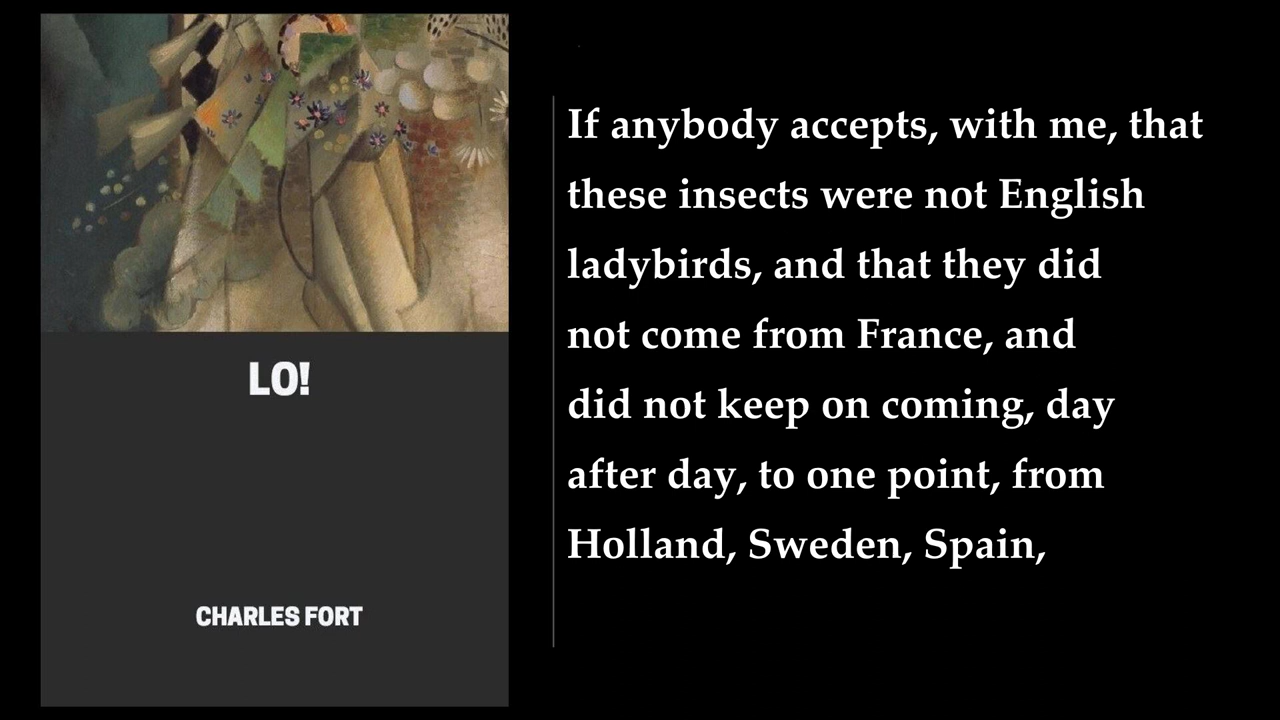 LO!
CHARLES FORT
If anybody accepts, with me, that
these insects were not English
ladybirds, and that they did
not come from France, and
did not keep on coming, day
after day, to one point, from
Holland, Sweden, Spain,